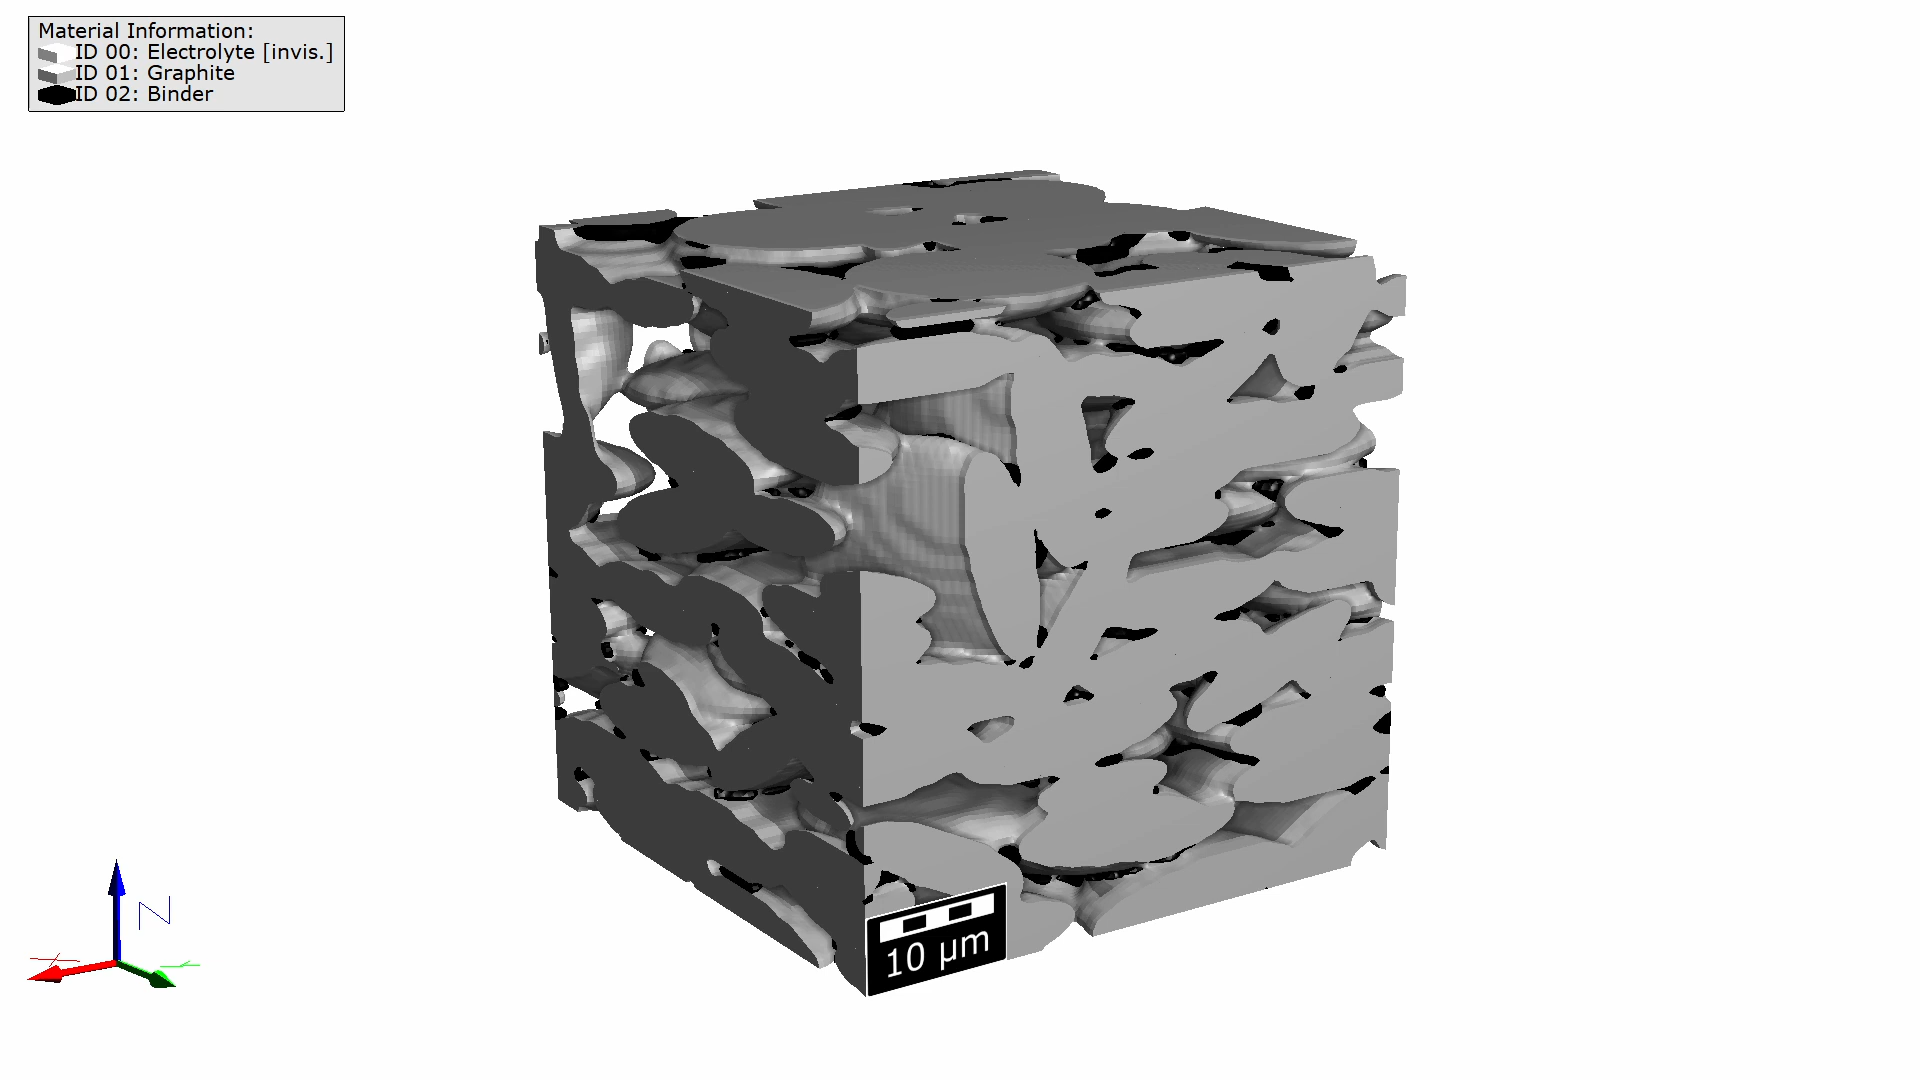 Material Information:
ID 00: Electrolyte [invis.]
ID 01: Graphite
ID 02: Binder
Z
X
Y
10 µm